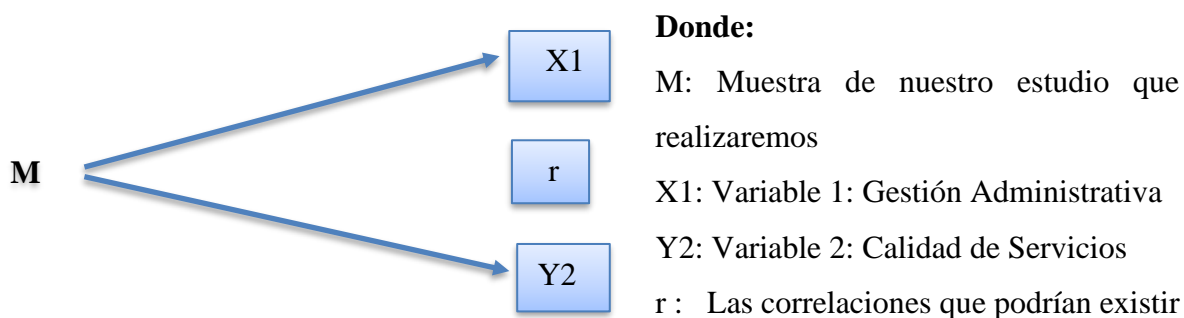 X1
r
M
Y2
Donde:
M: Muestra de nuestro estudio que
realizaremos
X1: Variable 1: Gestión Administrativa
Y2: Variable 2: Calidad de Servicios
r : Las correlaciones que podrían existir